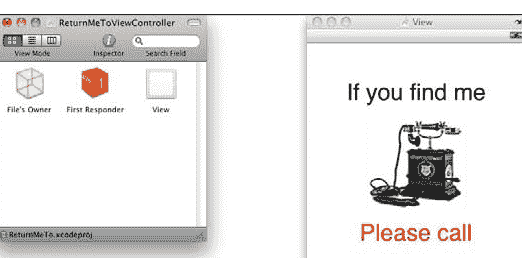 ReturnMeToViewController
View Mode
Inspector
Search Field
File's Owner
First Responder
View
ReturnMeTo.xcodeproj
View
If you find me
Please call